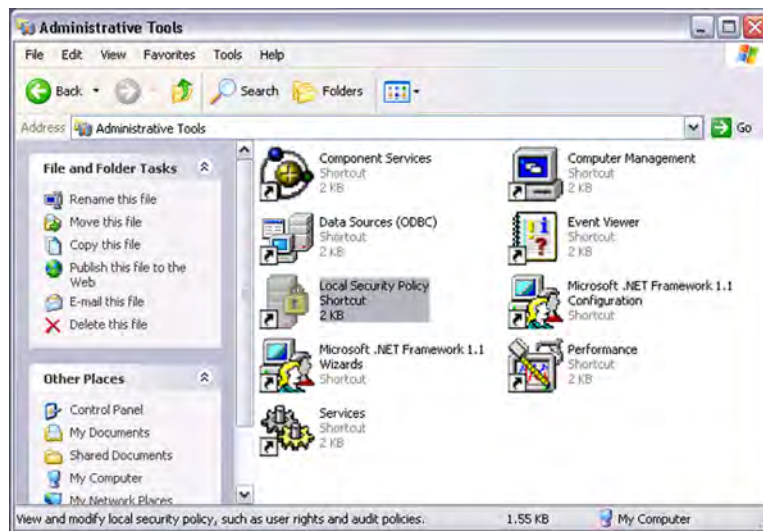 Administrative Tools
File Edit View Favorites Tools Help
Back Search Folders
Address Administrative Tools Go
File and Folder Tasks
Rename this file
Move this file
Copy this file
Publish this file to the
Web
E-mail this file
Delete this file
Other Places
Control Panel
My Documents
Shared Documents
My Computer
My Network Places
Component Services
Shortcut
2 KB
Computer Management
Shortcut
2 KB
Data Sources (ODBC)
Shortcut
2 KB
Event Viewer
Shortcut
2 KB
Local Security Policy
Shortcut
2 KB
Microsoft .NET Framework 1.1
Configuration
Shortcut
Microsoft .NET Framework 1.1
Wizards
Shortcut
Performance
Shortcut
2 KB
Services
Shortcut
2 KB
View and modify local security policy, such as user rights and audit policies. 1.55 KB My Computer